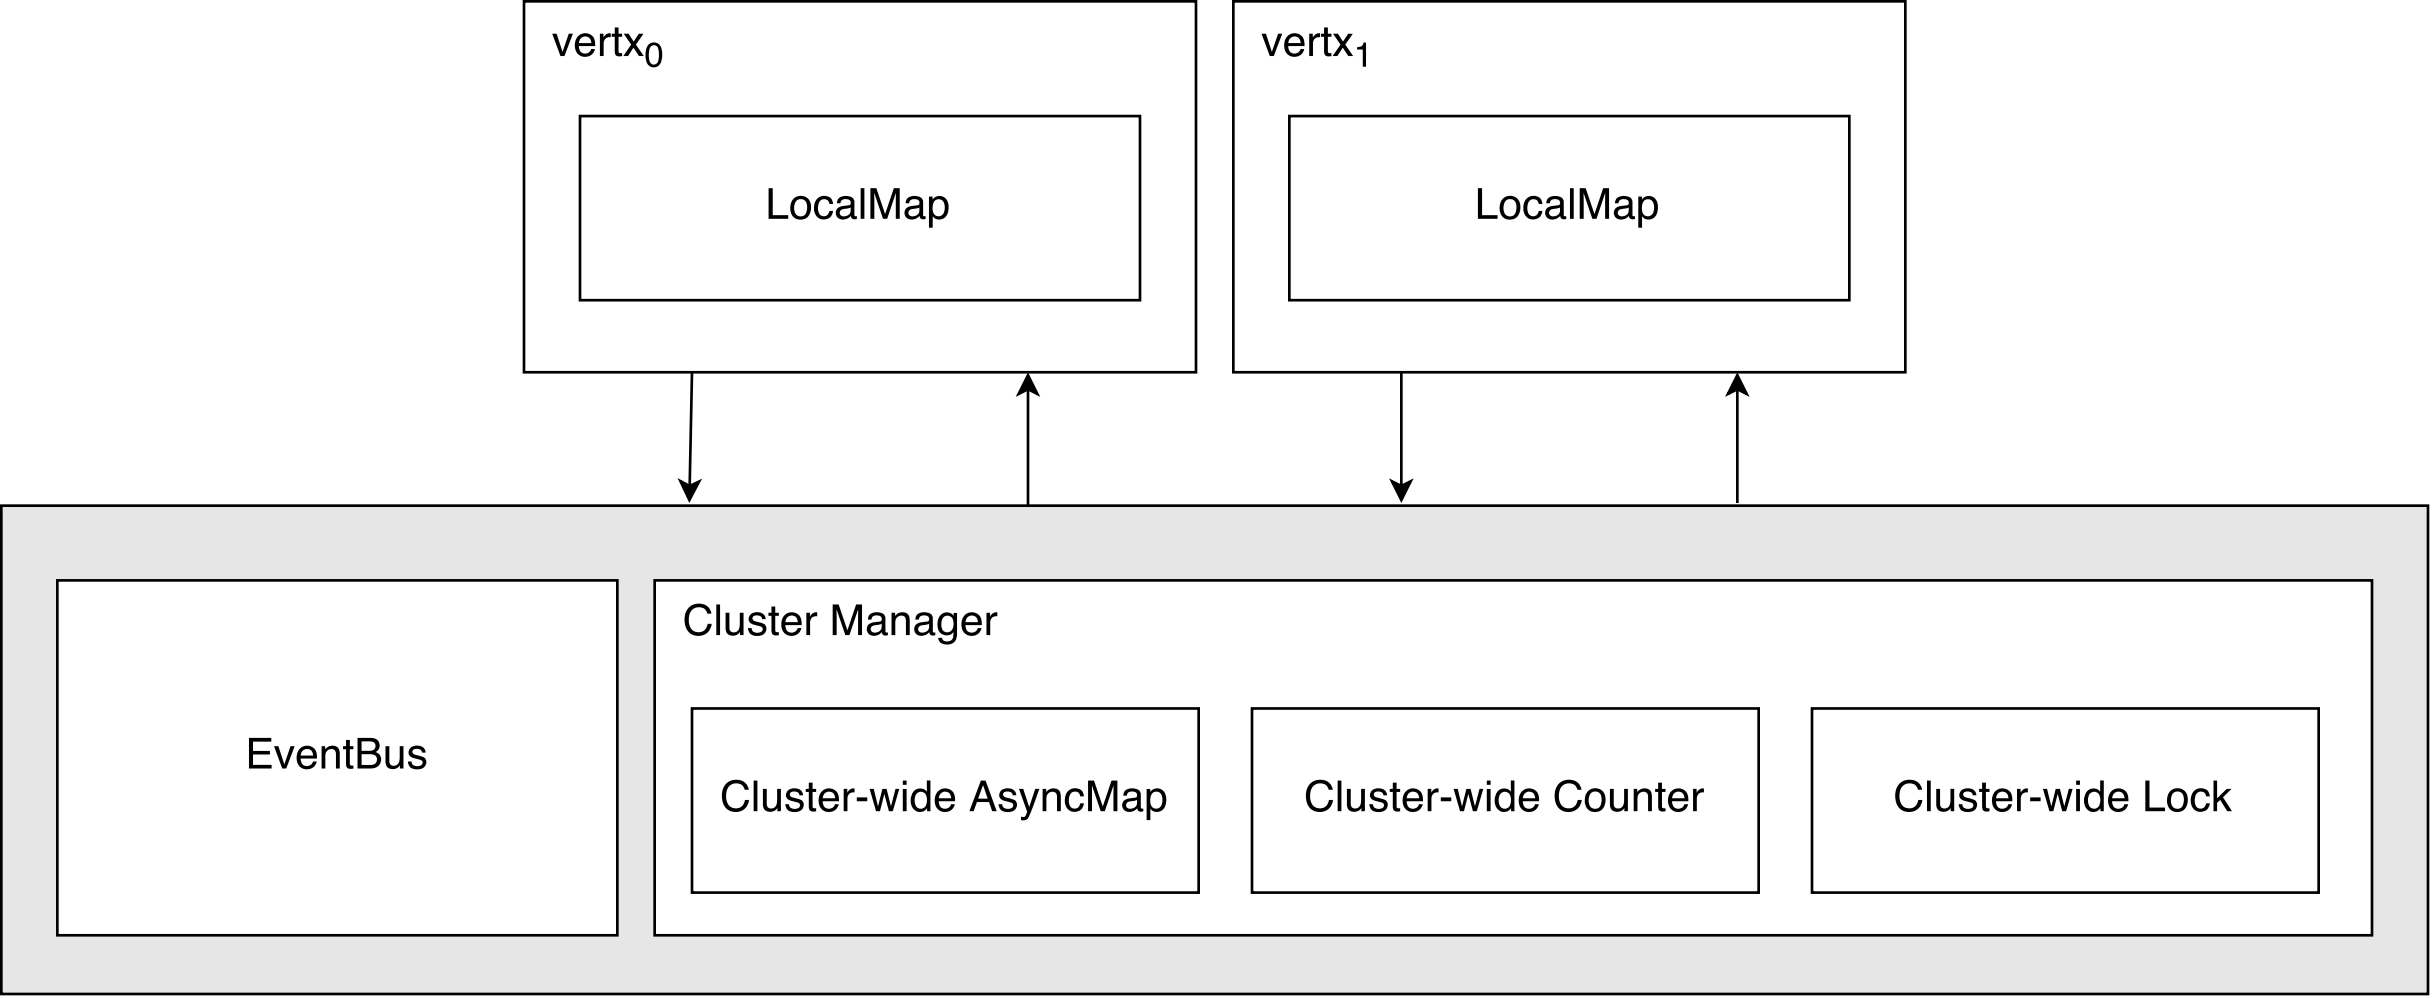 vertx0
vertx1
LocalMap
LocalMap
Cluster Manager
EventBus
Cluster-wide AsyncMap
Cluster-wide Counter
Cluster-wide Lock